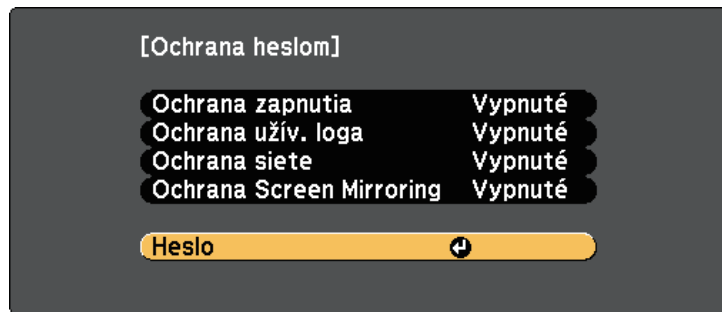 [Ochrana heslom]
Ochrana zapnutia Vypnuté
Ochrana užív. loga Vypnuté
Ochrana siete Vypnuté
Ochrana Screen Mirroring Vypnuté
Heslo